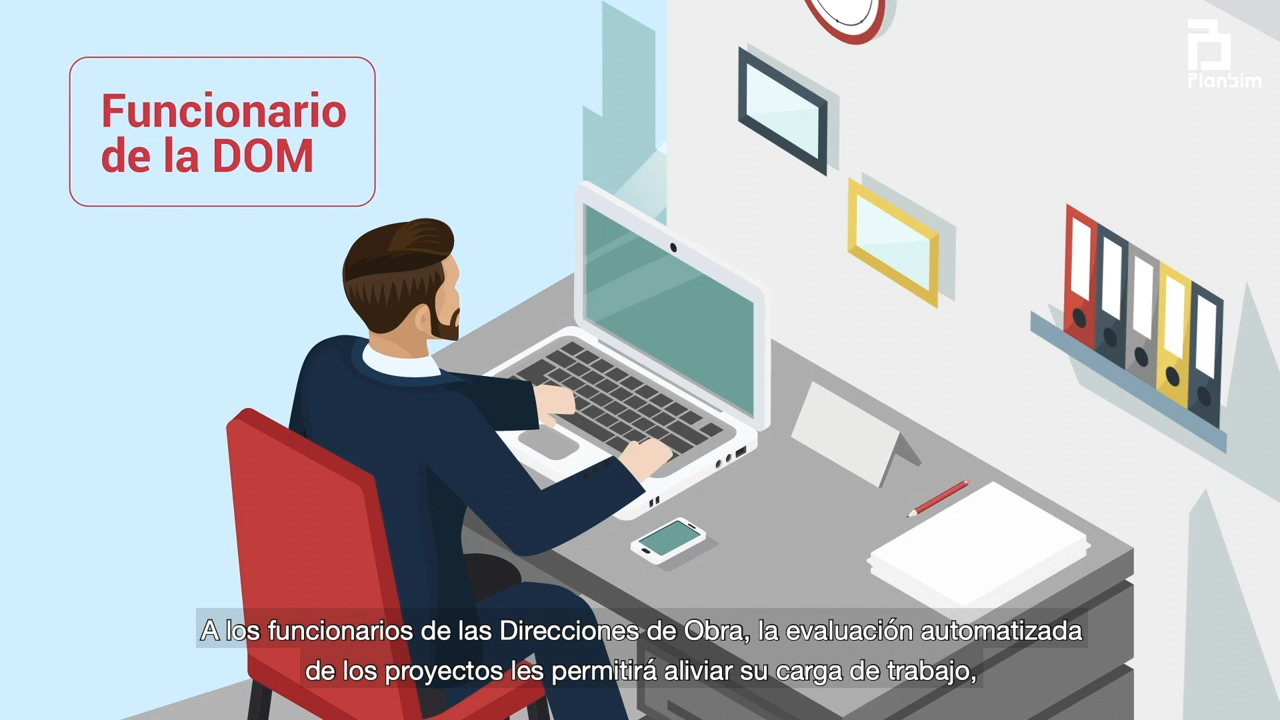 Funcionario
de la DOM
Planbim
A los funcionarios de las Direcciones de Obra, la evaluación automatizada
de los proyectos les permitirá aliviar su carga de trabajo,